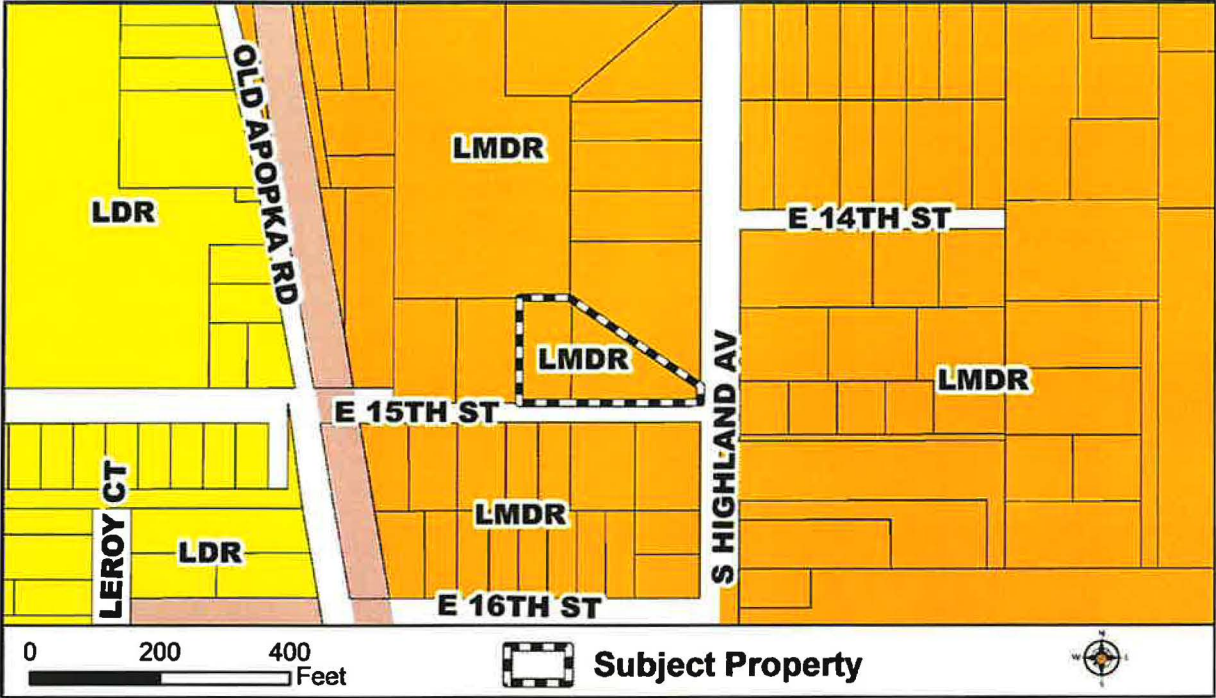 OLD APOPKA RD
LMDR
LDR
E 14TH ST
LMDR
S HIGHLAND AV
LMDR
E 15TH ST
LEROY CT
LMDR
LDR
E 16TH ST
0 200 400
Feet
Subject Property
N
W
S